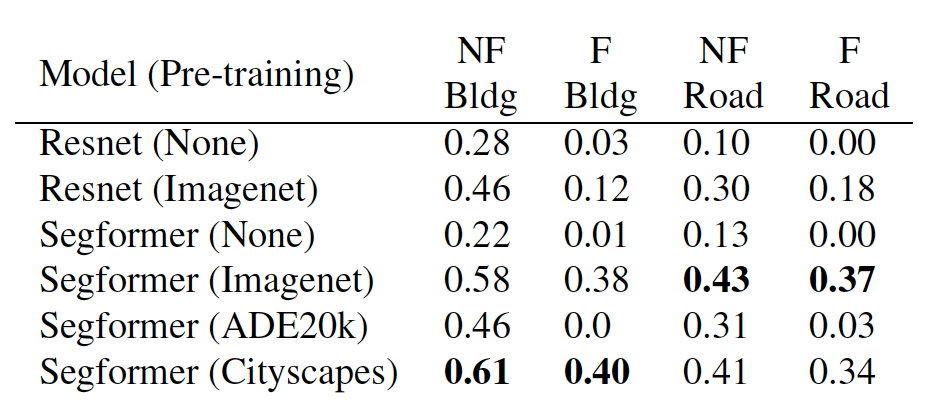 Model (Pre-training) NF Bldg F Bldg NF Road F Road
Resnet (None) 0.28 0.03 0.10 0.00
Resnet (Imagenet) 0.46 0.12 0.30 0.18
Segformer (None) 0.22 0.01 0.13 0.00
Segformer (Imagenet) 0.58 0.38 0.43 0.37
Segformer (ADE20k) 0.46 0.0 0.31 0.03
Segformer (Cityscapes) 0.61 0.40 0.41 0.34